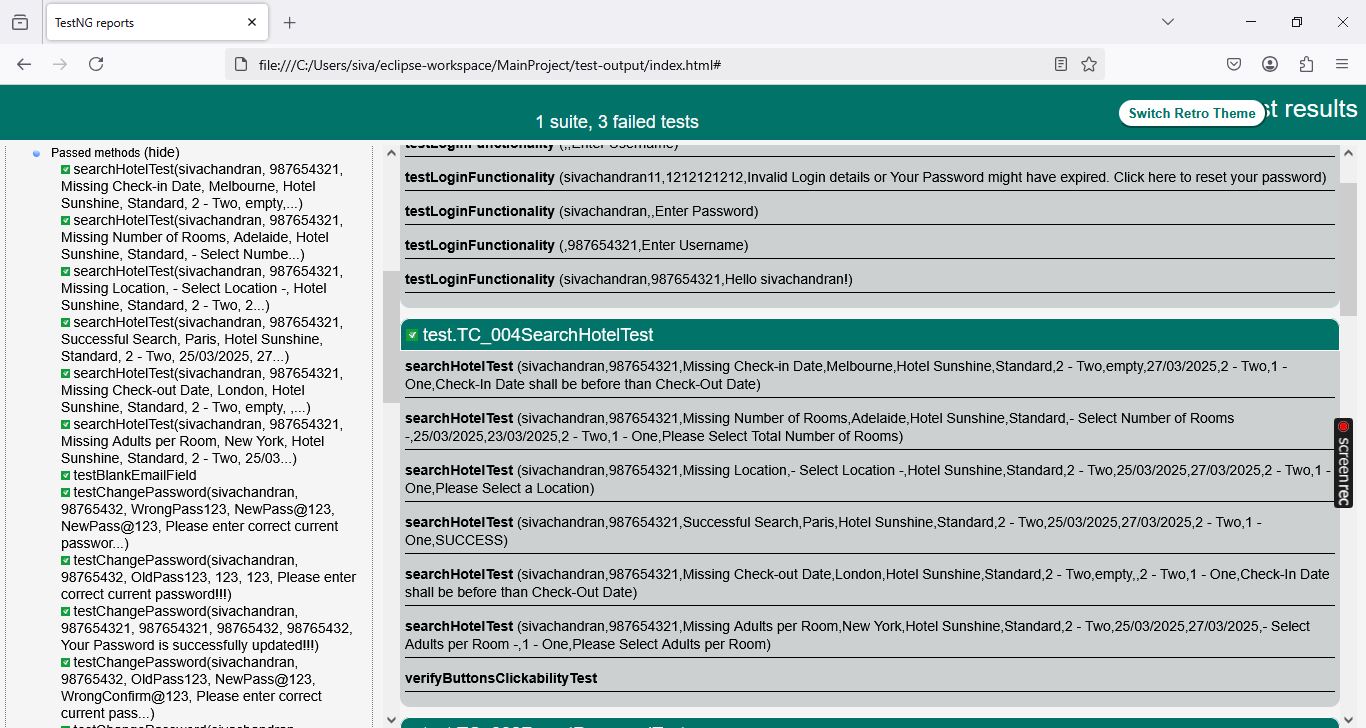 TestNG reports
file:///C:/Users/siva/eclipse-workspace/MainProject/test-output/index.html#
1 suite, 3 failed tests
Switch Retro Theme
st results
Passed methods (hide)
searchHotelTest(sivachandran, 987654321,
Missing Check-in Date, Melbourne, Hotel
Sunshine, Standard, 2 - Two, empty,...)
searchHotelTest(sivachandran, 987654321,
Missing Number of Rooms, Adelaide, Hotel
Sunshine, Standard, - Select Numbe...)
searchHotelTest(sivachandran, 987654321,
Missing Location, - Select Location -, Hotel
Sunshine, Standard, 2 - Two, 2...)
searchHotelTest(sivachandran, 987654321,
Successful Search, Paris, Hotel Sunshine,
Standard, 2 - Two, 25/03/2025, 27...)
searchHotelTest(sivachandran, 987654321,
Missing Check-out Date, London, Hotel
Sunshine, Standard, 2 - Two, empty, ,...)
searchHotelTest(sivachandran, 987654321,
Missing Adults per Room, New York, Hotel
Sunshine, Standard, 2 - Two, 25/03...)
testBlankEmailField
testChangePassword(sivachandran,
98765432, WrongPass123, NewPass@123,
NewPass@123, Please enter correct current
passwor...)
testChangePassword(sivachandran,
98765432, OldPass123, 123, 123, Please enter
correct current password!!!)
testChangePassword(sivachandran,
987654321, 987654321, 98765432, 98765432,
Your Password is successfully updated!!!)
testChangePassword(sivachandran,
98765432, OldPass123, NewPass@123,
WrongConfirm@123, Please enter correct
current pass...)
testChangePassword(sivachandran,
testLoginFunctionality (,,Enter Username)
testLoginFunctionality (sivachandran11,1212121212,Invalid Login details or Your Password might have expired. Click here to reset your password)
testLoginFunctionality (sivachandran,,Enter Password)
testLoginFunctionality (,987654321,Enter Username)
testLoginFunctionality (sivachandran,987654321,Hello sivachandran!)
test.TC_004SearchHotelTest
searchHotelTest (sivachandran,987654321,Missing Check-in Date,Melbourne,Hotel Sunshine,Standard,2 - Two,empty,27/03/2025,2 - Two,1 -
One,Check-In Date shall be before than Check-Out Date)
searchHotelTest (sivachandran,987654321,Missing Number of Rooms,Adelaide,Hotel Sunshine,Standard,- Select Number of Rooms
-,25/03/2025,23/03/2025,2 - Two,1 - One,Please Select Total Number of Rooms)
searchHotelTest (sivachandran,987654321,Missing Location,- Select Location -,Hotel Sunshine,Standard,2 - Two,25/03/2025,27/03/2025,2 - Two,1 -
One,Please Select a Location)
searchHotelTest (sivachandran,987654321,Successful Search,Paris,Hotel Sunshine,Standard,2 - Two,25/03/2025,27/03/2025,2 - Two,1 -
One,SUCCESS)
searchHotelTest (sivachandran,987654321,Missing Check-out Date,London,Hotel Sunshine,Standard,2 - Two,empty,,2 - Two,1 - One,Check-In Date
shall be before than Check-Out Date)
searchHotelTest (sivachandran,987654321,Missing Adults per Room,New York,Hotel Sunshine,Standard,2 - Two,25/03/2025,27/03/2025,- Select
Adults per Room -,1 - One,Please Select Adults per Room)
verifyButtonsClickabilityTest
screenrec